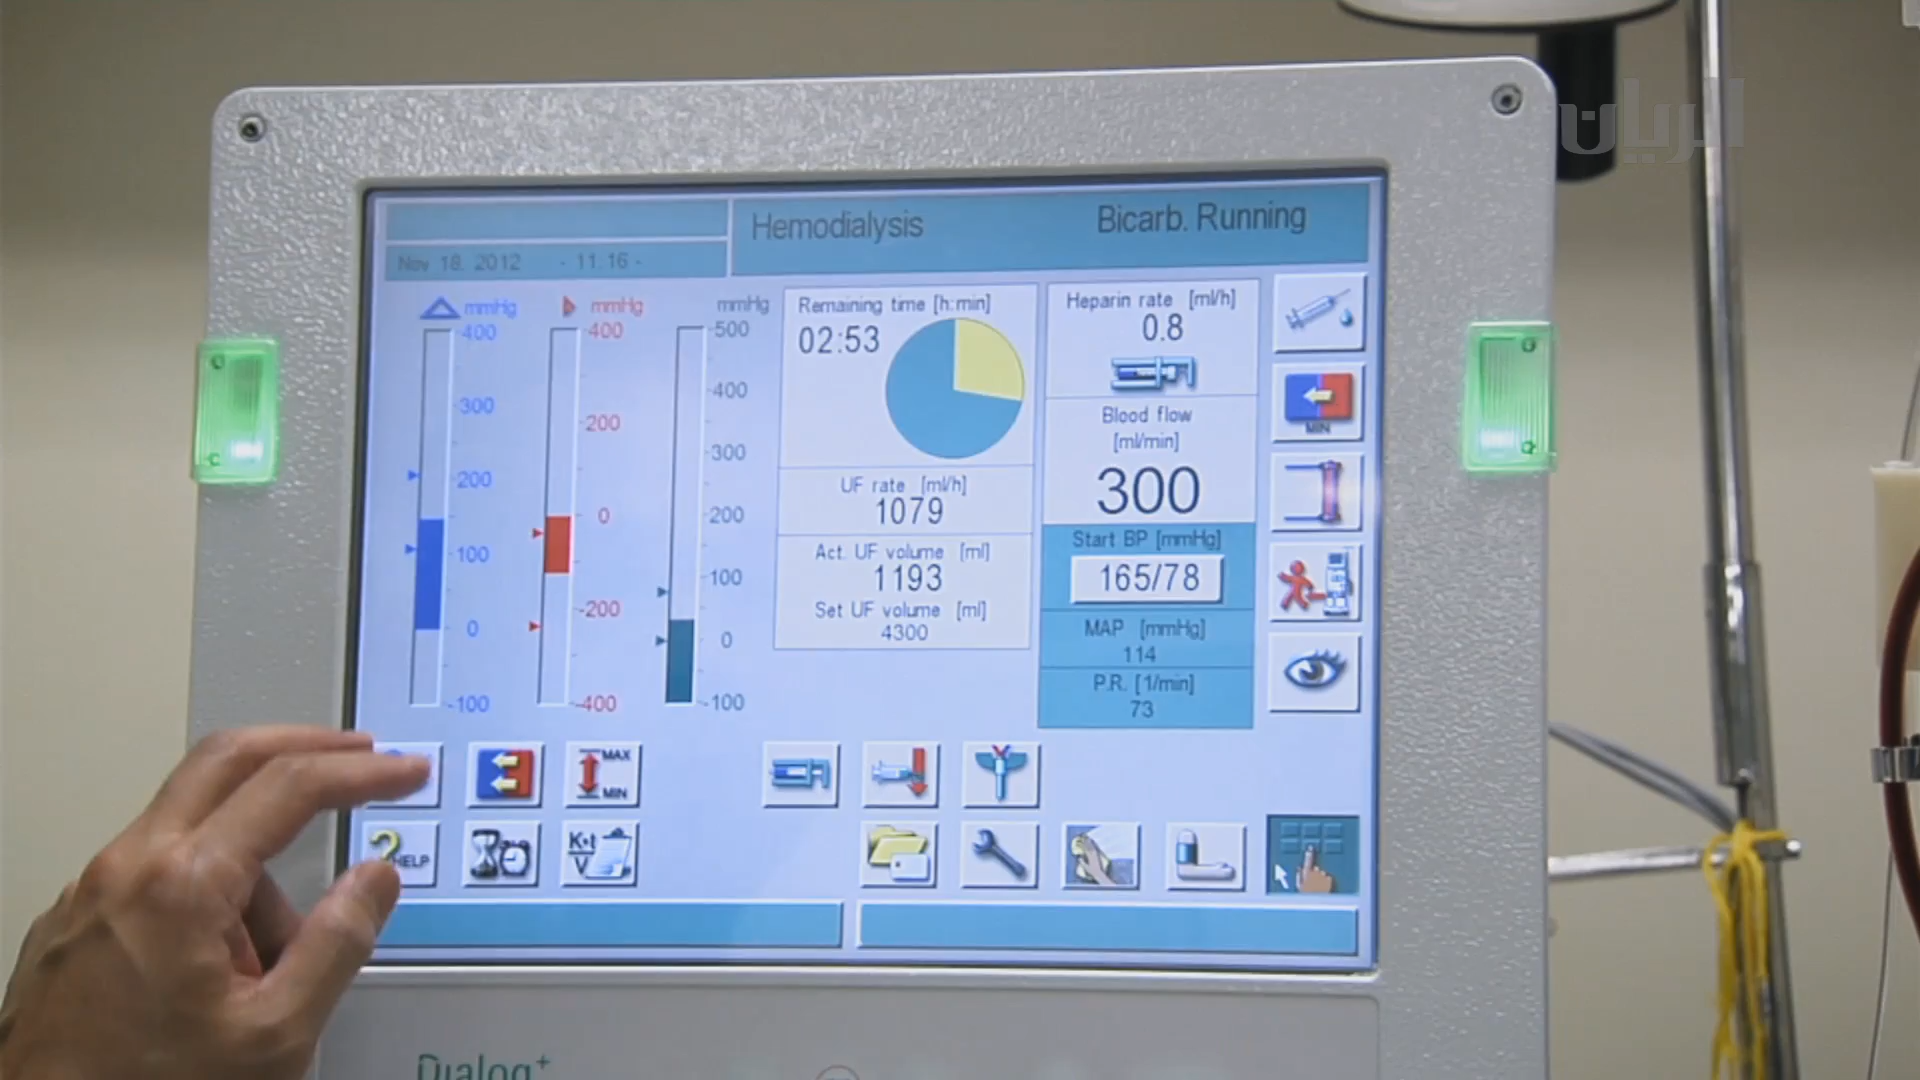 الريان
Hemodialysis
Bicarb. Running
Nov 18. 2012 - 11.16 -
mmHg
400
300
200
100
0
-100
mmHg
400
200
0
-200
-400
mmHg
500
400
300
200
100
0
-100
Remaining time [h:min]
02:53
UF rate [ml/h]
1079
Act. UF volume [ml]
1193
Set UF volume [ml]
4300
Heparin rate [ml/h]
0.8
Blood flow
[ml/min]
300
Start BP [mmHg]
165/78
MAP [mmHg]
114
P.R. [1/min]
73
MIN
MAX
MIN
? HELP
K•t
V
Dialog+